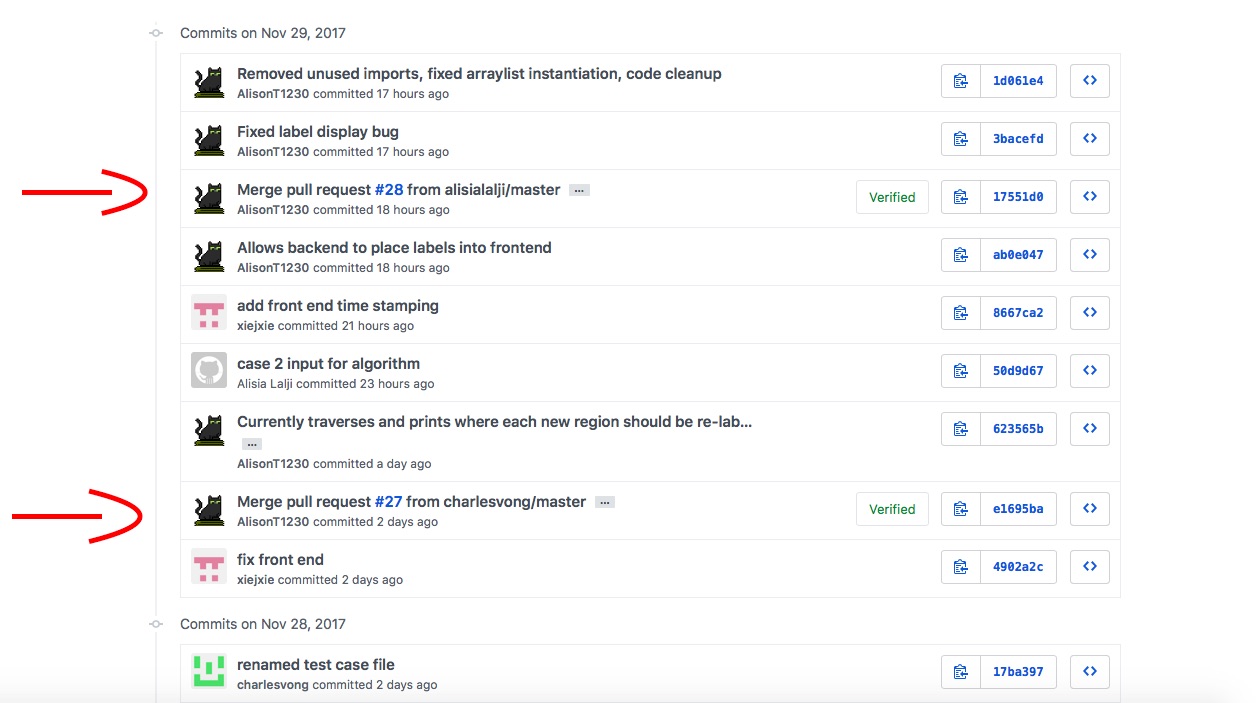 Commits on Nov 29, 2017
Removed unused imports, fixed arraylist instantiation, code cleanup
AlisonT1230 committed 17 hours ago
1d061e4
Fixed label display bug
AlisonT1230 committed 17 hours ago
3bacefd
Merge pull request #28 from alisialalji/master ...
AlisonT1230 committed 18 hours ago
Verified
17551d0
Allows backend to place labels into frontend
AlisonT1230 committed 18 hours ago
ab0e047
add front end time stamping
xiejxie committed 21 hours ago
8667ca2
case 2 input for algorithm
Alisia Lalji committed 23 hours ago
50d9d67
Currently traverses and prints where each new region should be re-lab...
...
AlisonT1230 committed a day ago
623565b
Merge pull request #27 from charlesvong/master ...
AlisonT1230 committed 2 days ago
Verified
e1695ba
fix front end
xiejxie committed 2 days ago
4902a2c
Commits on Nov 28, 2017
renamed test case file
charlesvong committed 2 days ago
17ba397